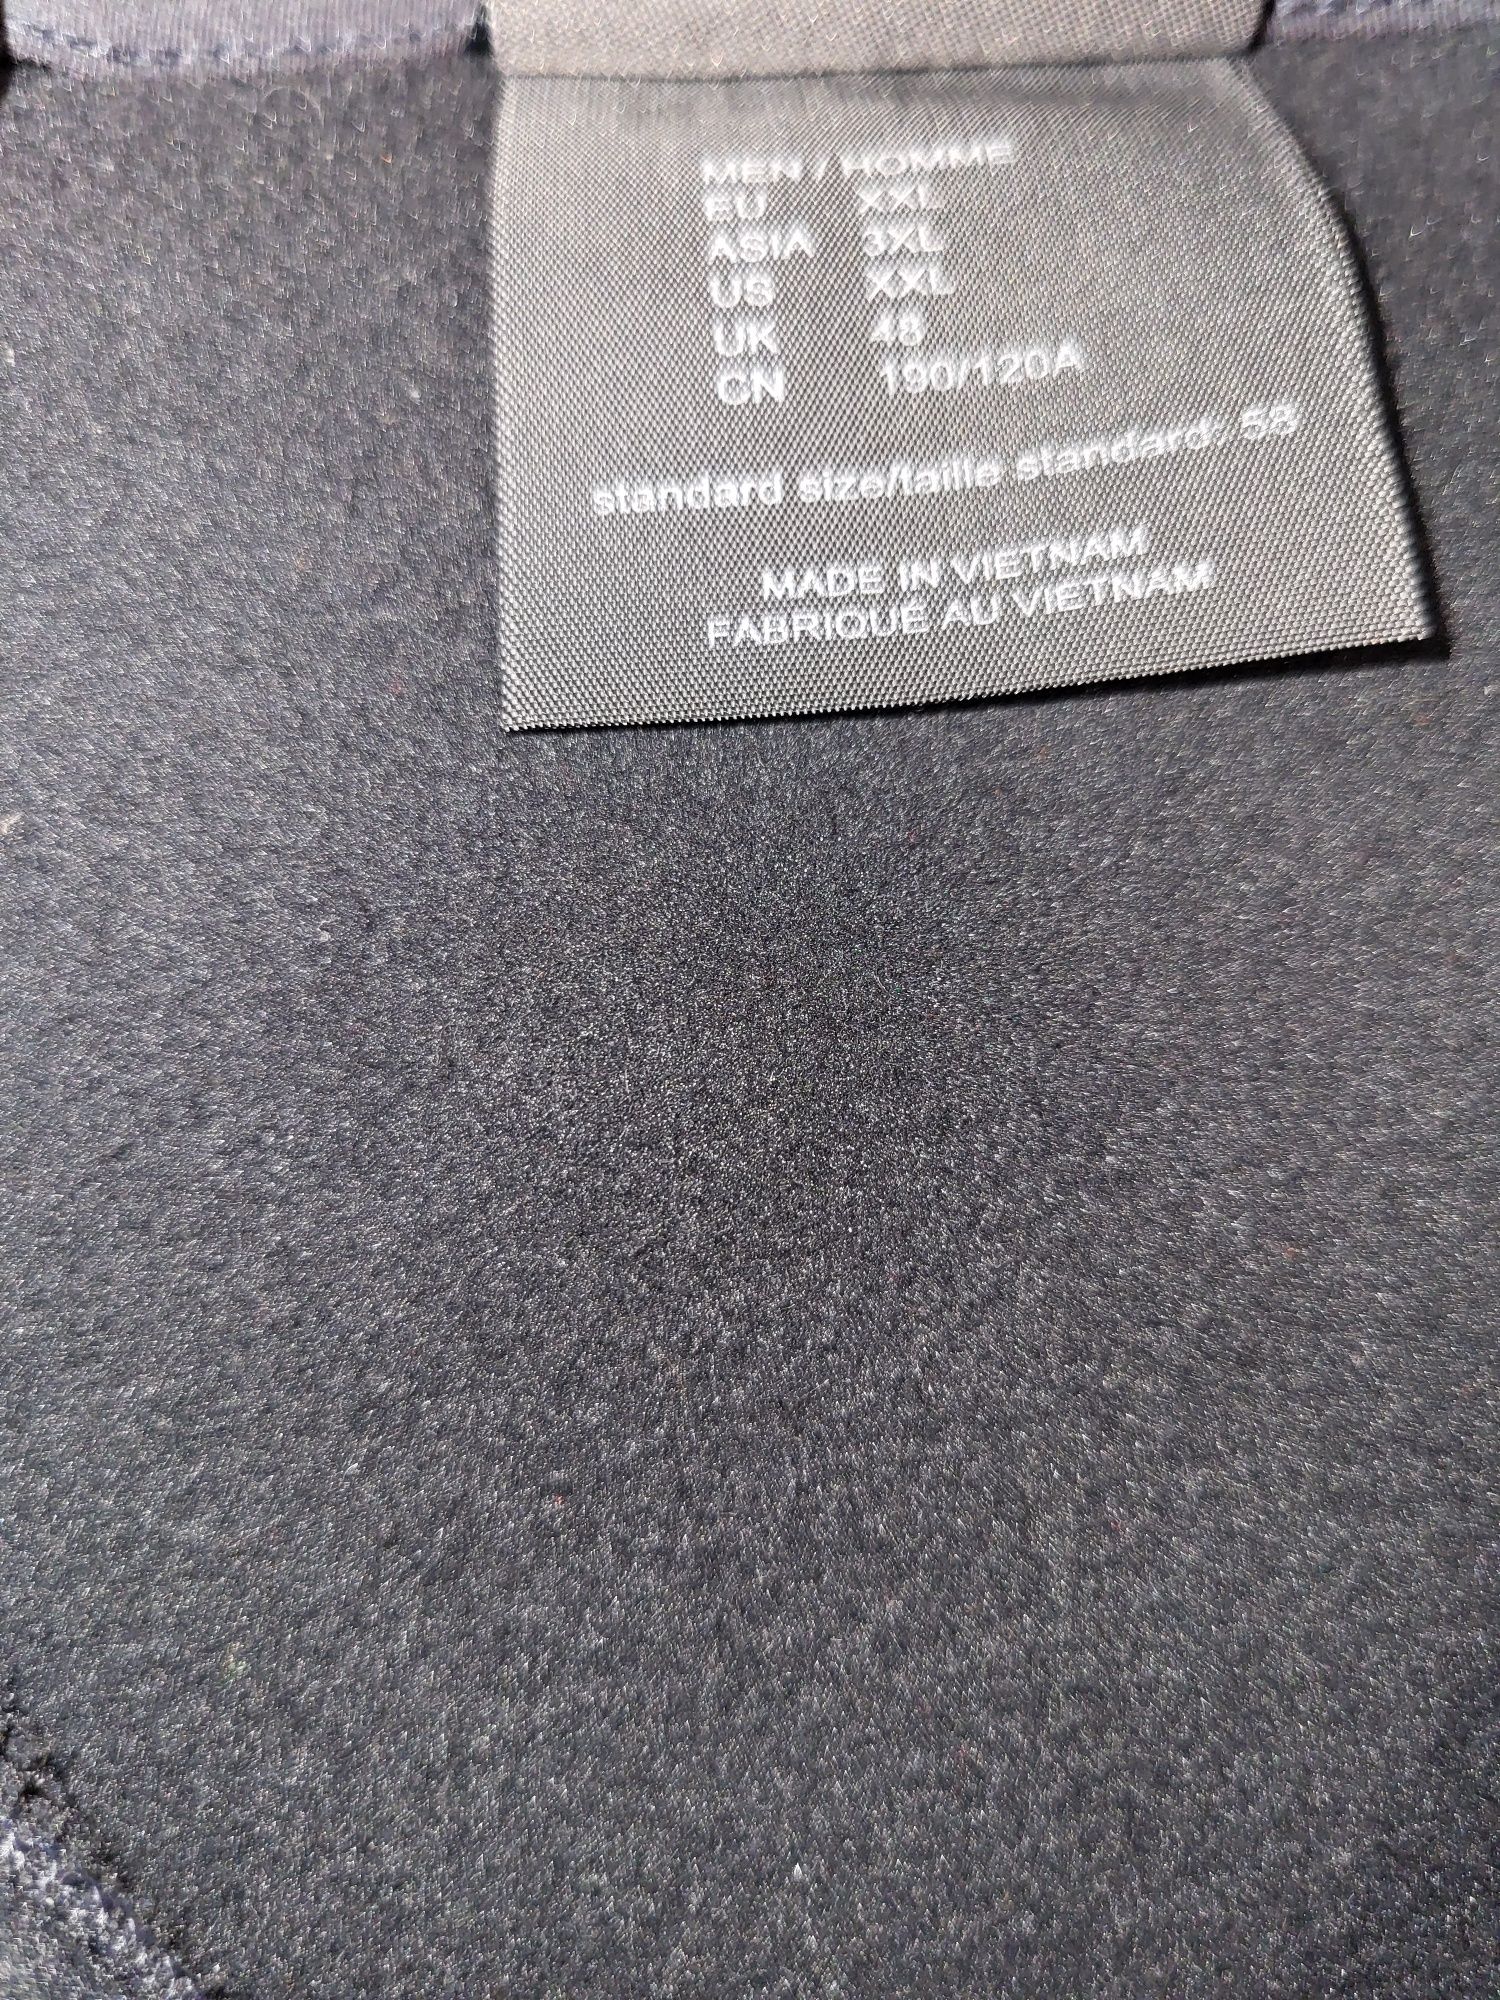 MEN / HOMME
EU XXL
ASIA 3XL
US XXL
UK 48
CN 190/120A
standard size/taille standard: 58
MADE IN VIETNAM
FABRIQUÉ AU VIETNAM